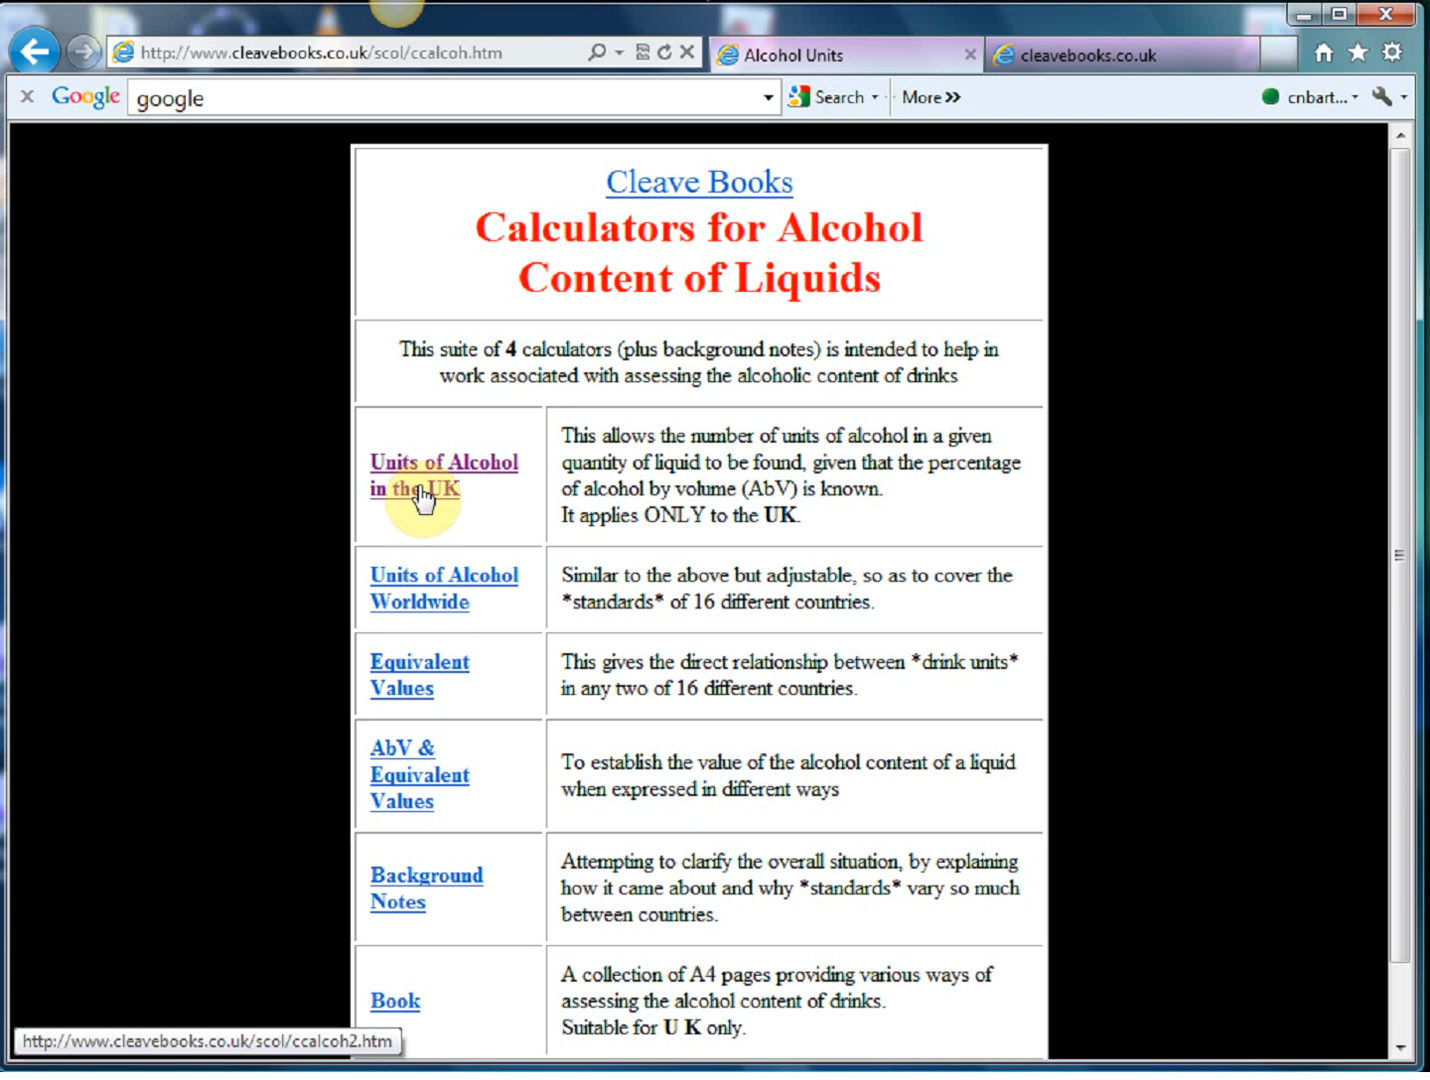 http://www.cleavebooks.co.uk/scol/ccalcoh.htm
Alcohol Units
cleavebooks.co.uk
Google
google
Search
More
cnbart...
Cleave Books
Calculators for Alcohol
Content of Liquids
This suite of 4 calculators (plus background notes) is intended to help in
work associated with assessing the alcoholic content of drinks
Units of Alcohol
in the UK
This allows the number of units of alcohol in a given
quantity of liquid to be found, given that the percentage
of alcohol by volume (AbV) is known.
It applies ONLY to the UK.
Units of Alcohol
Worldwide
Similar to the above but adjustable, so as to cover the
*standards* of 16 different countries.
Equivalent
Values
This gives the direct relationship between *drink units*
in any two of 16 different countries.
AbV &
Equivalent
Values
To establish the value of the alcohol content of a liquid
when expressed in different ways
Background
Notes
Attempting to clarify the overall situation, by explaining
how it came about and why *standards* vary so much
between countries.
Book
A collection of A4 pages providing various ways of
assessing the alcohol content of drinks.
Suitable for U K only.
http://www.cleavebooks.co.uk/scol/ccalcoh2.htm